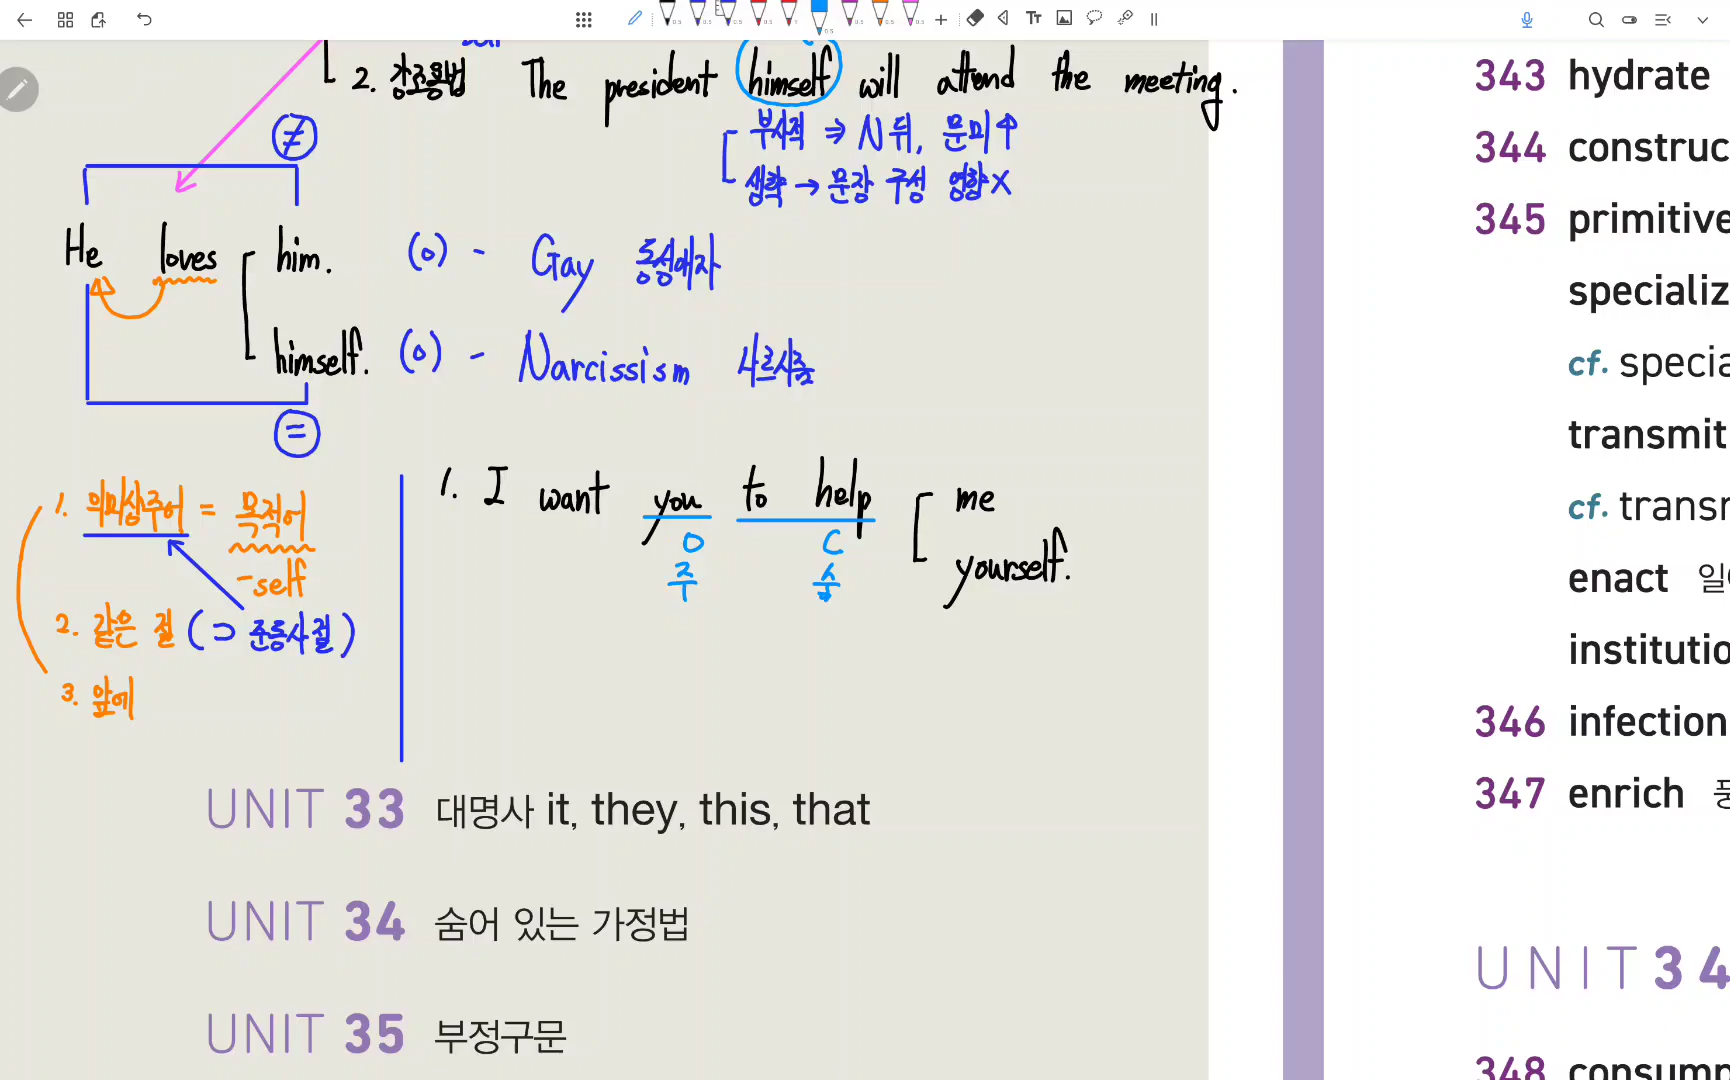 2. 강조용법 The president himself will attend the meeting.
부사적 ⇒ N뒤, 문미↑
생략 → 문장 구성 영향 X
≠
He loves him. (o) - Gay 동성애자
himself. (o) - Narcissism 나르시즘
=
1. 의미상주어 = 목적어
-self
2. 같은 절 (⊃ 준동사절)
3. 앞에
1. I want you to help me
yourself.
O C
주 술
UNIT 33 대명사 it, they, this, that
UNIT 34 숨어 있는 가정법
UNIT 35 부정구문
343 hydrate
344 construc
345 primitive
specializ
cf. specia
transmit
cf. transm
enact 일
institutio
346 infection
347 enrich 풍
UNIT 34
348 consump